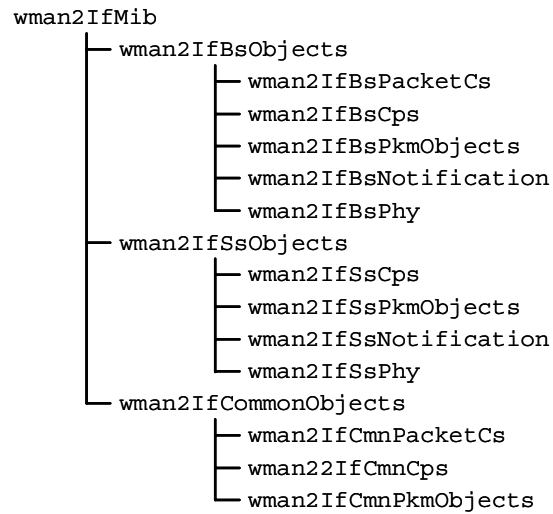 wman2IfMib
wman2IfBsObjects
wman2IfBsPacketCs
wman2IfBsCps
wman2IfBsPkmObjects
wman2IfBsNotification
wman2IfBsPhy
wman2IfSsObjects
wman2IfSsCps
wman2IfSsPkmObjects
wman2IfSsNotification
wman2IfSsPhy
wman2IfCommonObjects
wman2IfCmnPacketCs
wman22IfCmnCps
wman2IfCmnPkmObjects